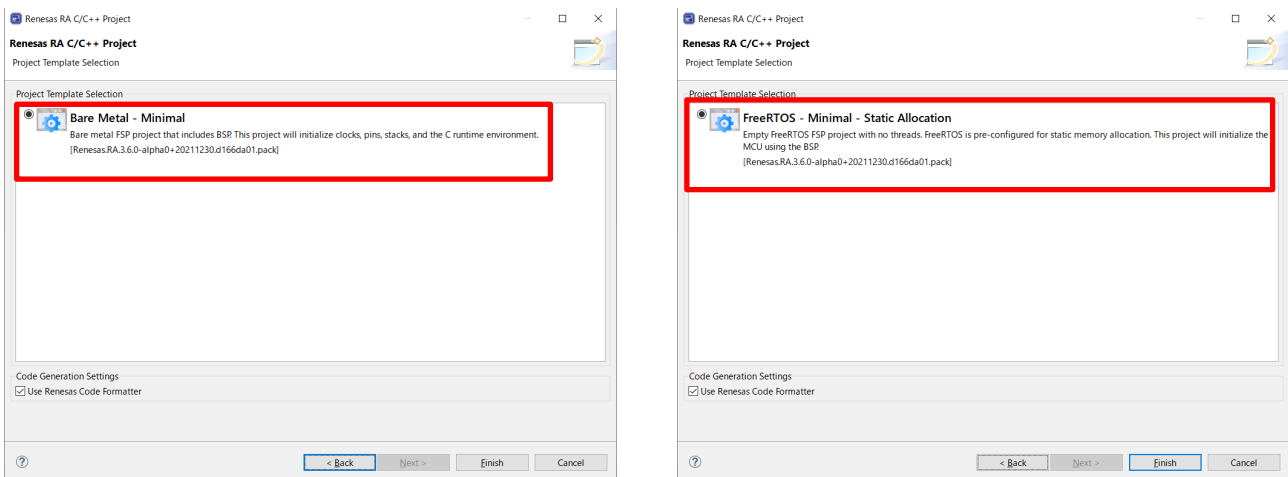 Renesas RA C/C++ Project
Renesas RA C/C++ Project
Project Template Selection
Project Template Selection
Bare Metal - Minimal
Bare metal FSP project that includes BSP. This project will initialize clocks, pins, stacks, and the C runtime environment.
[Renesas.RA.3.6.0-alpha0+20211230.d166da01.pack]
Code Generation Settings
Use Renesas Code Formatter
< Back
Next >
Finish
Cancel
Renesas RA C/C++ Project
Renesas RA C/C++ Project
Project Template Selection
Project Template Selection
FreeRTOS - Minimal - Static Allocation
Empty FreeRTOS FSP project with no threads. FreeRTOS is pre-configured for static memory allocation. This project will initialize the
MCU using the BSP.
[Renesas.RA.3.6.0-alpha0+20211230.d166da01.pack]
Code Generation Settings
Use Renesas Code Formatter
< Back
Next >
Finish
Cancel